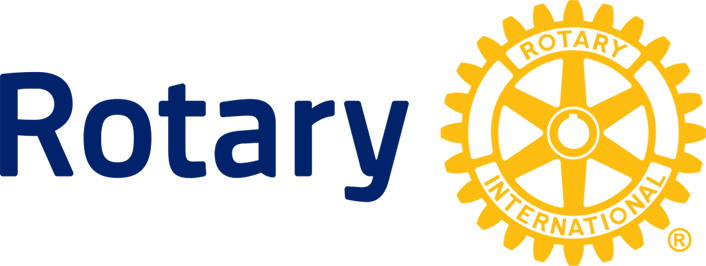 Rotary
ROTARY
INTERNATIONAL
®